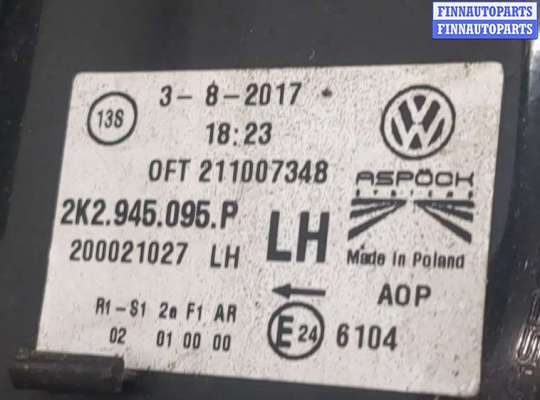 FINNAUTOPARTS
FINNAUTOPARTS
13S
3-8-2017
18:23
OFT 211007348
ASPÖCK
SYSTEMS
2K2.945.095.P
200021027 LH
LH
Made in Poland
AOP
R1-S1 2a F1 AR
02 01 00 00
E 24 6104